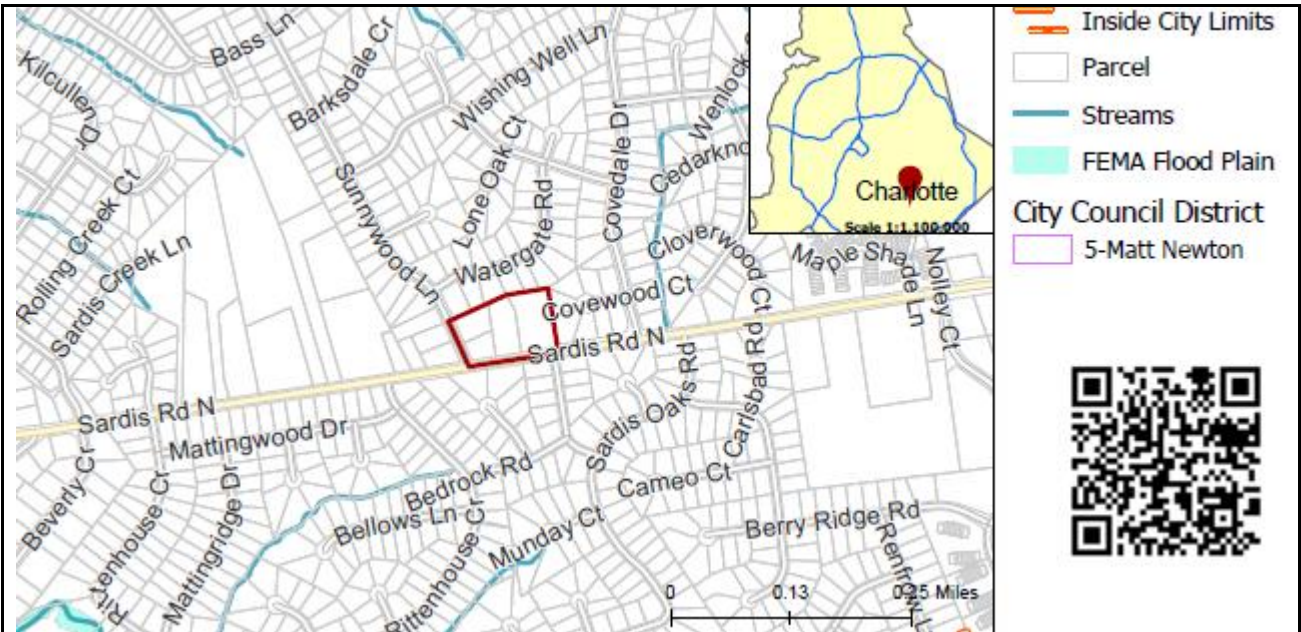 Bass Ln
Kilcullen Dr
Barksdale Cr
Wishing Well Ln
Lone Oak Ct
Covedale Dr
Sunnywood Ln
Watergate Rd
Cloverwood Ct
Rolling Creek Ct
Sardis Creek Ln
Covewood Ct
Maple Shade Ln
Nolley Ct
Sardis Rd N
Sardis Rd N
Sardis Oaks Rd
Carlsbad Rd
Mattingwood Dr
Beverly Cr
Rittenhouse Cr
Mattingridge Dr
Bedrock Rd
Bellows Ln
Rittenhouse Cr
Munday Ct
Cameo Ct
Berry Ridge Rd
0 0.13 0.25 Miles
Charlotte
Scale 1:1,100,000
Inside City Limits
Parcel
Streams
FEMA Flood Plain
City Council District
5-Matt Newton